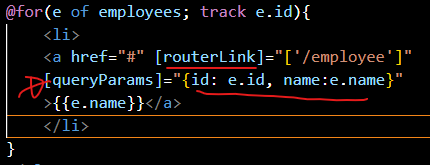 @for(e of employees; track e.id){
<li>
<a href="#" [routerLink]="['/employee']"
[queryParams]="{id: e.id, name:e.name}"
>{{e.name}}</a>
</li>
}